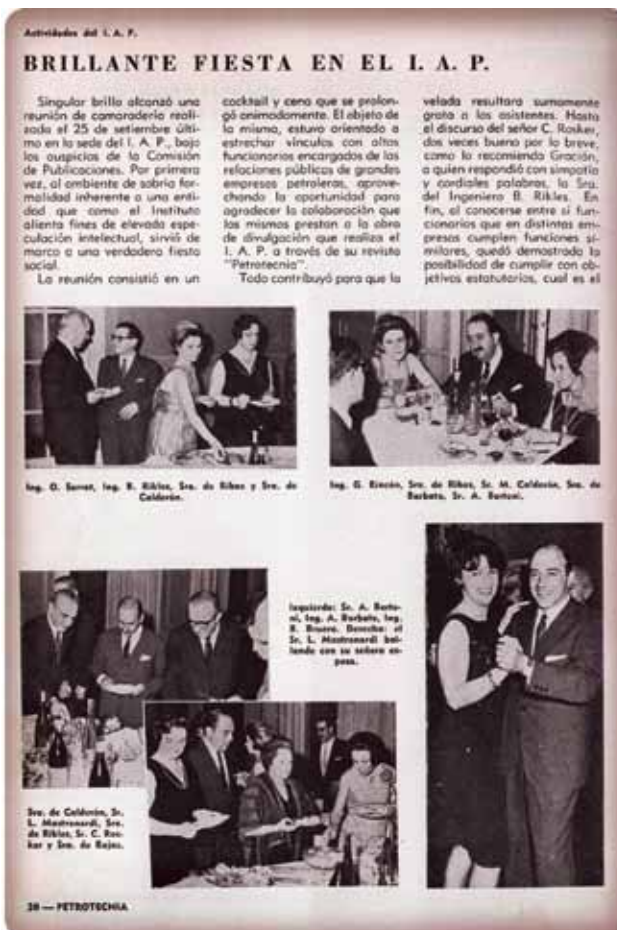 Actividades del I. A. P.
BRILLANTE FIESTA EN EL I. A. P.
Singular brillo alcanzó una
reunión de camaradería reali-
zada el 25 de setiembre últi-
mo en la sede del I. A. P., bajo
los auspicios de la Comisión
de Publicaciones. Por primera
vez, al ambiente de sobria for-
malidad inherente a una enti-
dad que como el Instituto
alienta fines de elevada espe-
culación intelectual, sirvió de
marco a una verdadera fiesta
social.
La reunión consistió en un
cocktail y cena que se prolon-
gó animadamente. El objeto de
la misma, estuvo orientado a
estrechar vínculos con altos
funcionarios encargados de las
relaciones públicas de grandes
empresas petroleras, aprove-
chando la oportunidad para
agradecer la colaboración que
los mismos prestan a la obra
de divulgación que realiza el
I. A. P. a través de su revista
"Petrotecnia".
Todo contribuyó para que la
velada resultara sumamente
grata a los asistentes. Hasta
el discurso del señor C. Rosker,
dos veces bueno por lo breve,
como lo recomienda Gracián,
a quien respondió con simpatía
y cordiales palabras, la Sra.
del Ingeniero B. Rikles. En
fin, al conocerse entre sí fun-
cionarios que en distintas em-
presas cumplen funciones si-
milares, quedó demostrada la
posibilidad de cumplir con ob-
jetivos estatutarios, cual es el
Ing. O. Sarrat, Ing. B. Rikles, Sra. de Ribas y Sra. de
Calderón.
Ing. G. Rincón, Sra. de Ribas, Sr. M. Calderón, Sra. de
Barbato, Sr. A. Bertoni.
Izquierda: Sr. A. Berto-
ni, Ing. A. Barbato, Ing.
R. Bruera. Derecha: el
Sr. L. Mastronardi bai-
lando con su señora es-
posa.
Sra. de Calderón, Sr.
L. Mastronardi, Sra.
de Rikles, Sr. C. Ros-
ker y Sra. de Rojas.
28 — PETROTECNIA